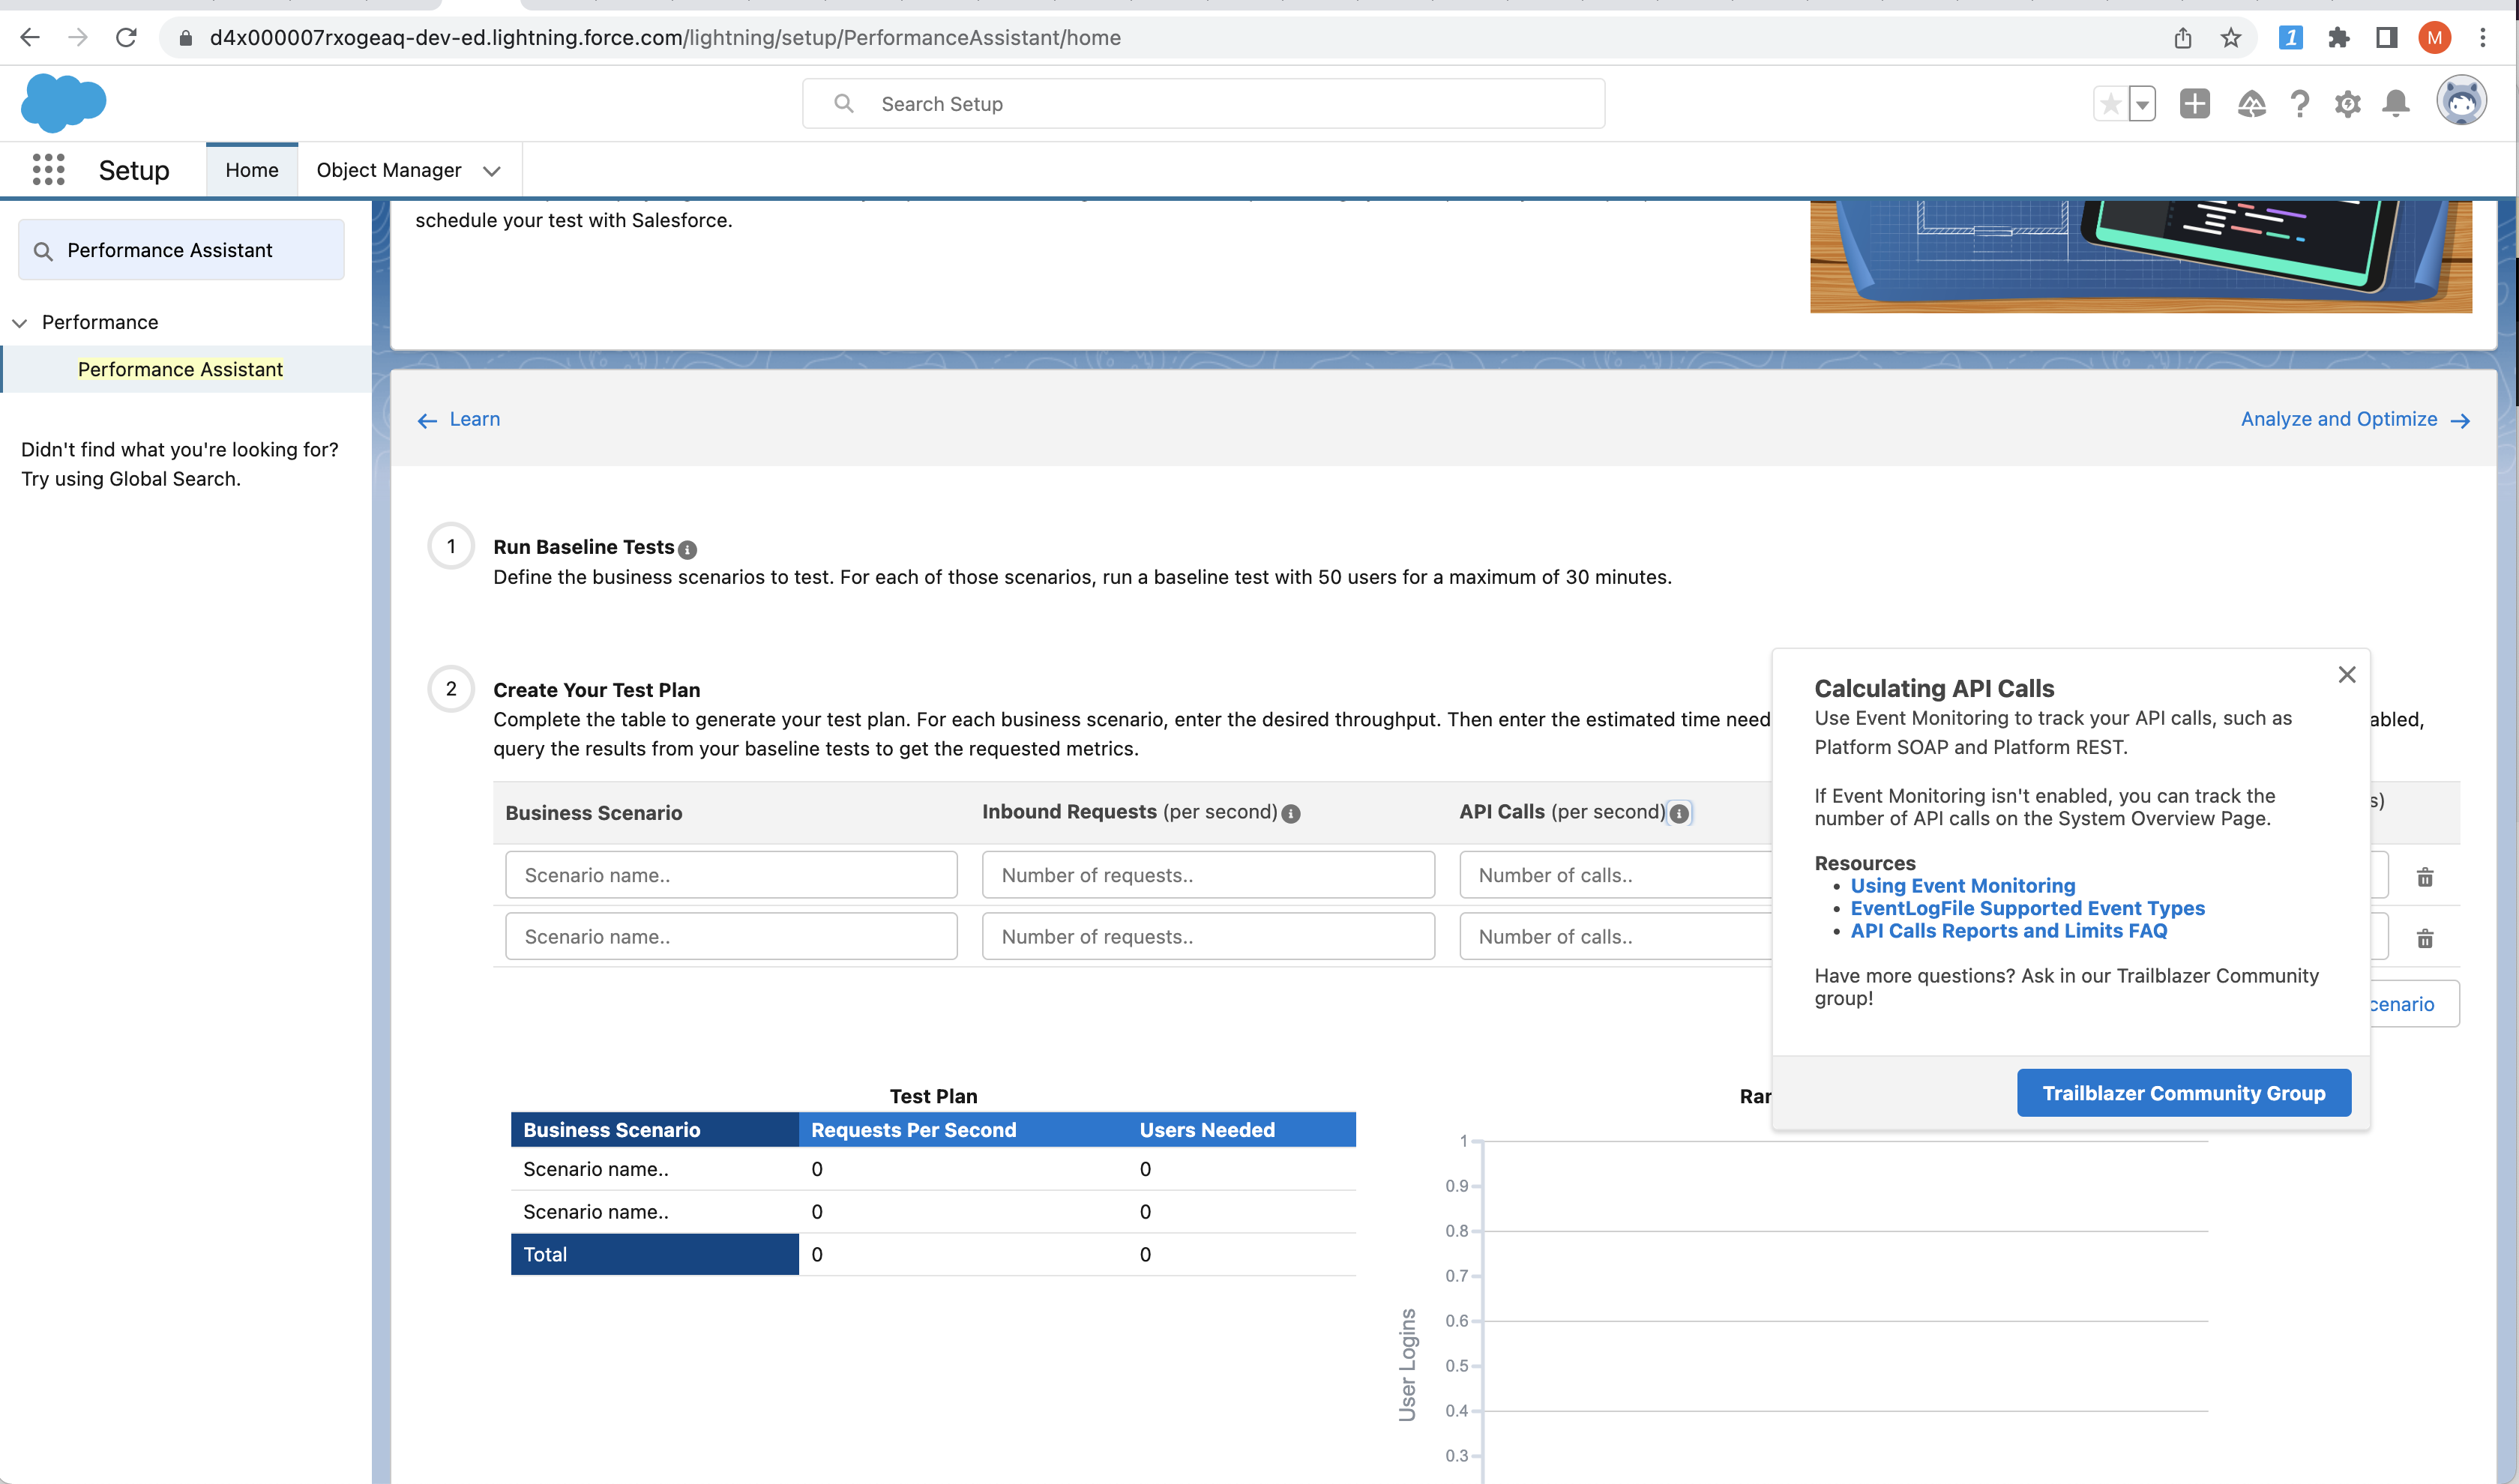 d4x000007rxogeaq-dev-ed.lightning.force.com/lightning/setup/PerformanceAssistant/home
1
M
Search Setup
Setup
Home
Object Manager
Performance Assistant
Performance
Performance Assistant
Didn't find what you're looking for?
Try using Global Search.
schedule your test with Salesforce.
Learn
Analyze and Optimize
1
Run Baseline Tests
Define the business scenarios to test. For each of those scenarios, run a baseline test with 50 users for a maximum of 30 minutes.
2
Create Your Test Plan
Complete the table to generate your test plan. For each business scenario, enter the desired throughput. Then enter the estimated time need
abled,
query the results from your baseline tests to get the requested metrics.
Business Scenario
Inbound Requests (per second)
API Calls (per second)
s)
Scenario name..
Number of requests..
Number of calls..
Scenario name..
Number of requests..
Number of calls..
cenario
Calculating API Calls
Use Event Monitoring to track your API calls, such as
Platform SOAP and Platform REST.
If Event Monitoring isn't enabled, you can track the
number of API calls on the System Overview Page.
Resources
• Using Event Monitoring
• EventLogFile Supported Event Types
• API Calls Reports and Limits FAQ
Have more questions? Ask in our Trailblazer Community
group!
Trailblazer Community Group
Test Plan
Business Scenario Requests Per Second Users Needed
Scenario name.. 0 0
Scenario name.. 0 0
Total 0 0
Ra
User Logins
1
0.9
0.8
0.7
0.6
0.5
0.4
0.3